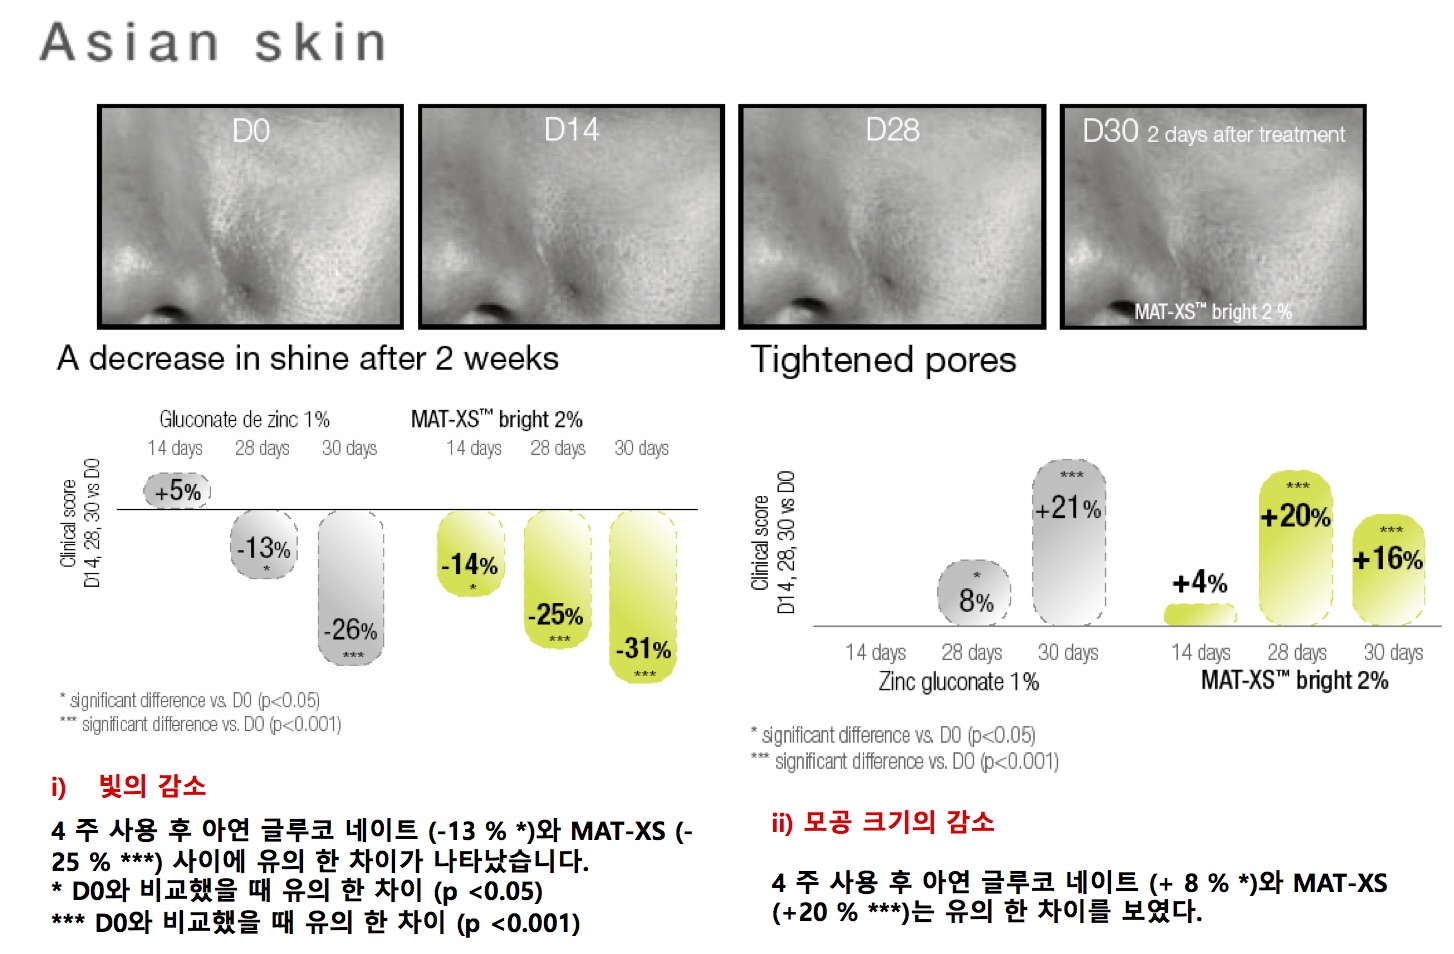 Asian skin
D0
D14
D28
D30 2 days after treatment
MAT-XS™ bright 2 %
A decrease in shine after 2 weeks
Gluconate de zinc 1%
MAT-XS™ bright 2%
14 days
28 days
30 days
14 days
28 days
30 days
Clinical score
D14, 28, 30 vs D0
+5%
-13%
*
-26%
***
-14%
*
-25%
***
-31%
***
* significant difference vs. D0 (p<0.05)
*** significant difference vs. D0 (p<0.001)
i) 빛의 감소
4 주 사용 후 아연 글루코 네이트 (-13 % *)와 MAT-XS (-
25 % ***) 사이에 유의 한 차이가 나타났습니다.
* D0와 비교했을 때 유의 한 차이 (p <0.05)
*** D0와 비교했을 때 유의 한 차이 (p <0.001)
Tightened pores
Clinical score
D14, 28, 30 vs D0
*
8%
***
+21%
+4%
***
+20%
***
+16%
14 days
28 days
30 days
14 days
28 days
30 days
Zinc gluconate 1%
MAT-XS™ bright 2%
* significant difference vs. D0 (p<0.05)
*** significant difference vs. D0 (p<0.001)
ii) 모공 크기의 감소
4 주 사용 후 아연 글루코 네이트 (+ 8 % *)와 MAT-XS
(+20 % ***)는 유의 한 차이를 보였다.